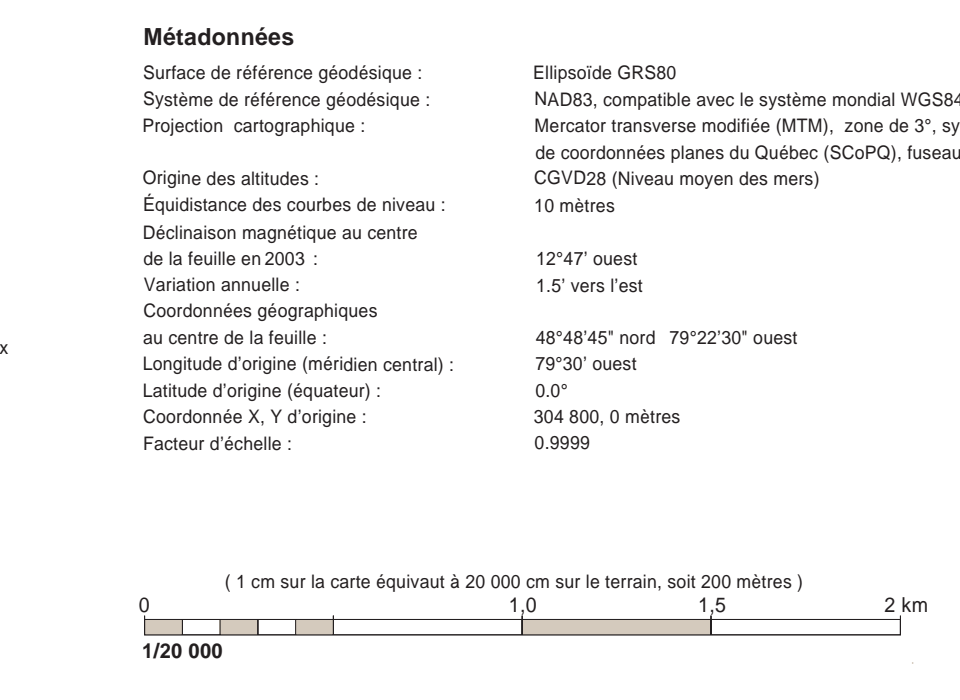 Métadonnées
Surface de référence géodésique : Ellipsoïde GRS80
Système de référence géodésique : NAD83, compatible avec le système mondial WGS84
Projection cartographique : Mercator transverse modifiée (MTM), zone de 3°, sy
de coordonnées planes du Québec (SCoPQ), fuseau
Origine des altitudes : CGVD28 (Niveau moyen des mers)
Équidistance des courbes de niveau : 10 mètres
Déclinaison magnétique au centre
de la feuille en 2003 : 12°47' ouest
Variation annuelle : 1.5' vers l'est
Coordonnées géographiques
au centre de la feuille : 48°48'45" nord 79°22'30" ouest
x
Longitude d'origine (méridien central) : 79°30' ouest
Latitude d'origine (équateur) : 0.0°
Coordonnée X, Y d'origine : 304 800, 0 mètres
Facteur d'échelle : 0.9999
( 1 cm sur la carte équivaut à 20 000 cm sur le terrain, soit 200 mètres )
0 1,0 1,5 2 km
1/20 000